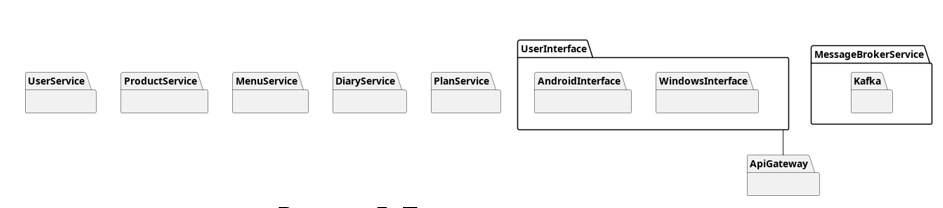 UserInterface
MessageBrokerService
UserService
ProductService
MenuService
DiaryService
PlanService
AndroidInterface
WindowsInterface
Kafka
ApiGateway